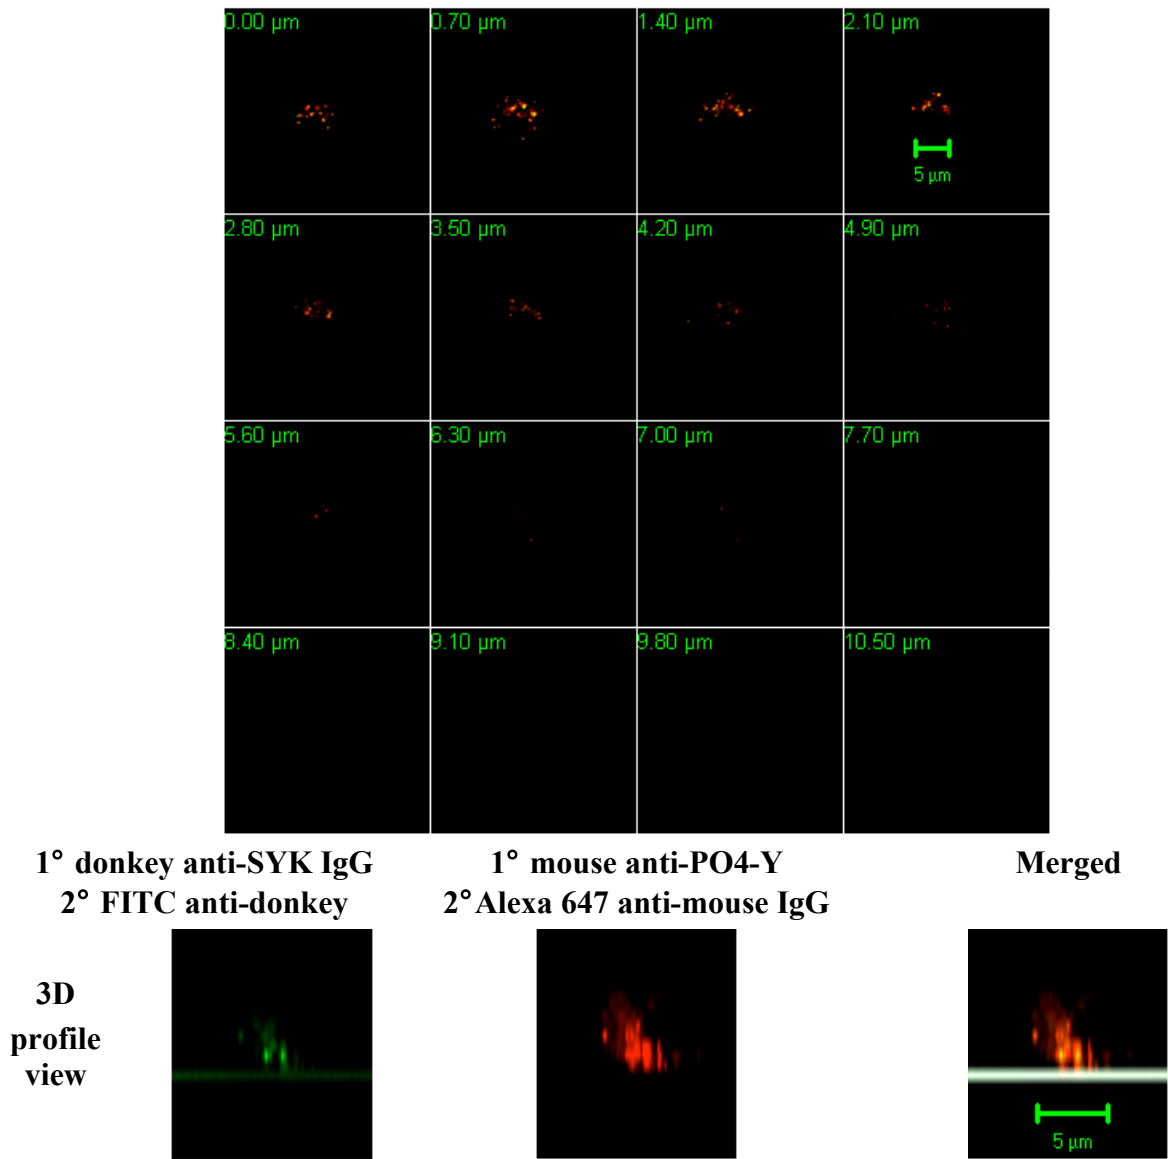 0.00 µm
0.70 µm
1.40 µm
2.10 µm
5 µm
2.80 µm
3.50 µm
4.20 µm
4.90 µm
5.60 µm
6.30 µm
7.00 µm
7.70 µm
8.40 µm
9.10 µm
9.80 µm
10.50 µm
1° donkey anti-SYK IgG
2° FITC anti-donkey
1° mouse anti-PO4-Y
2° Alexa 647 anti-mouse IgG
Merged
3D
profile
view
5 µm